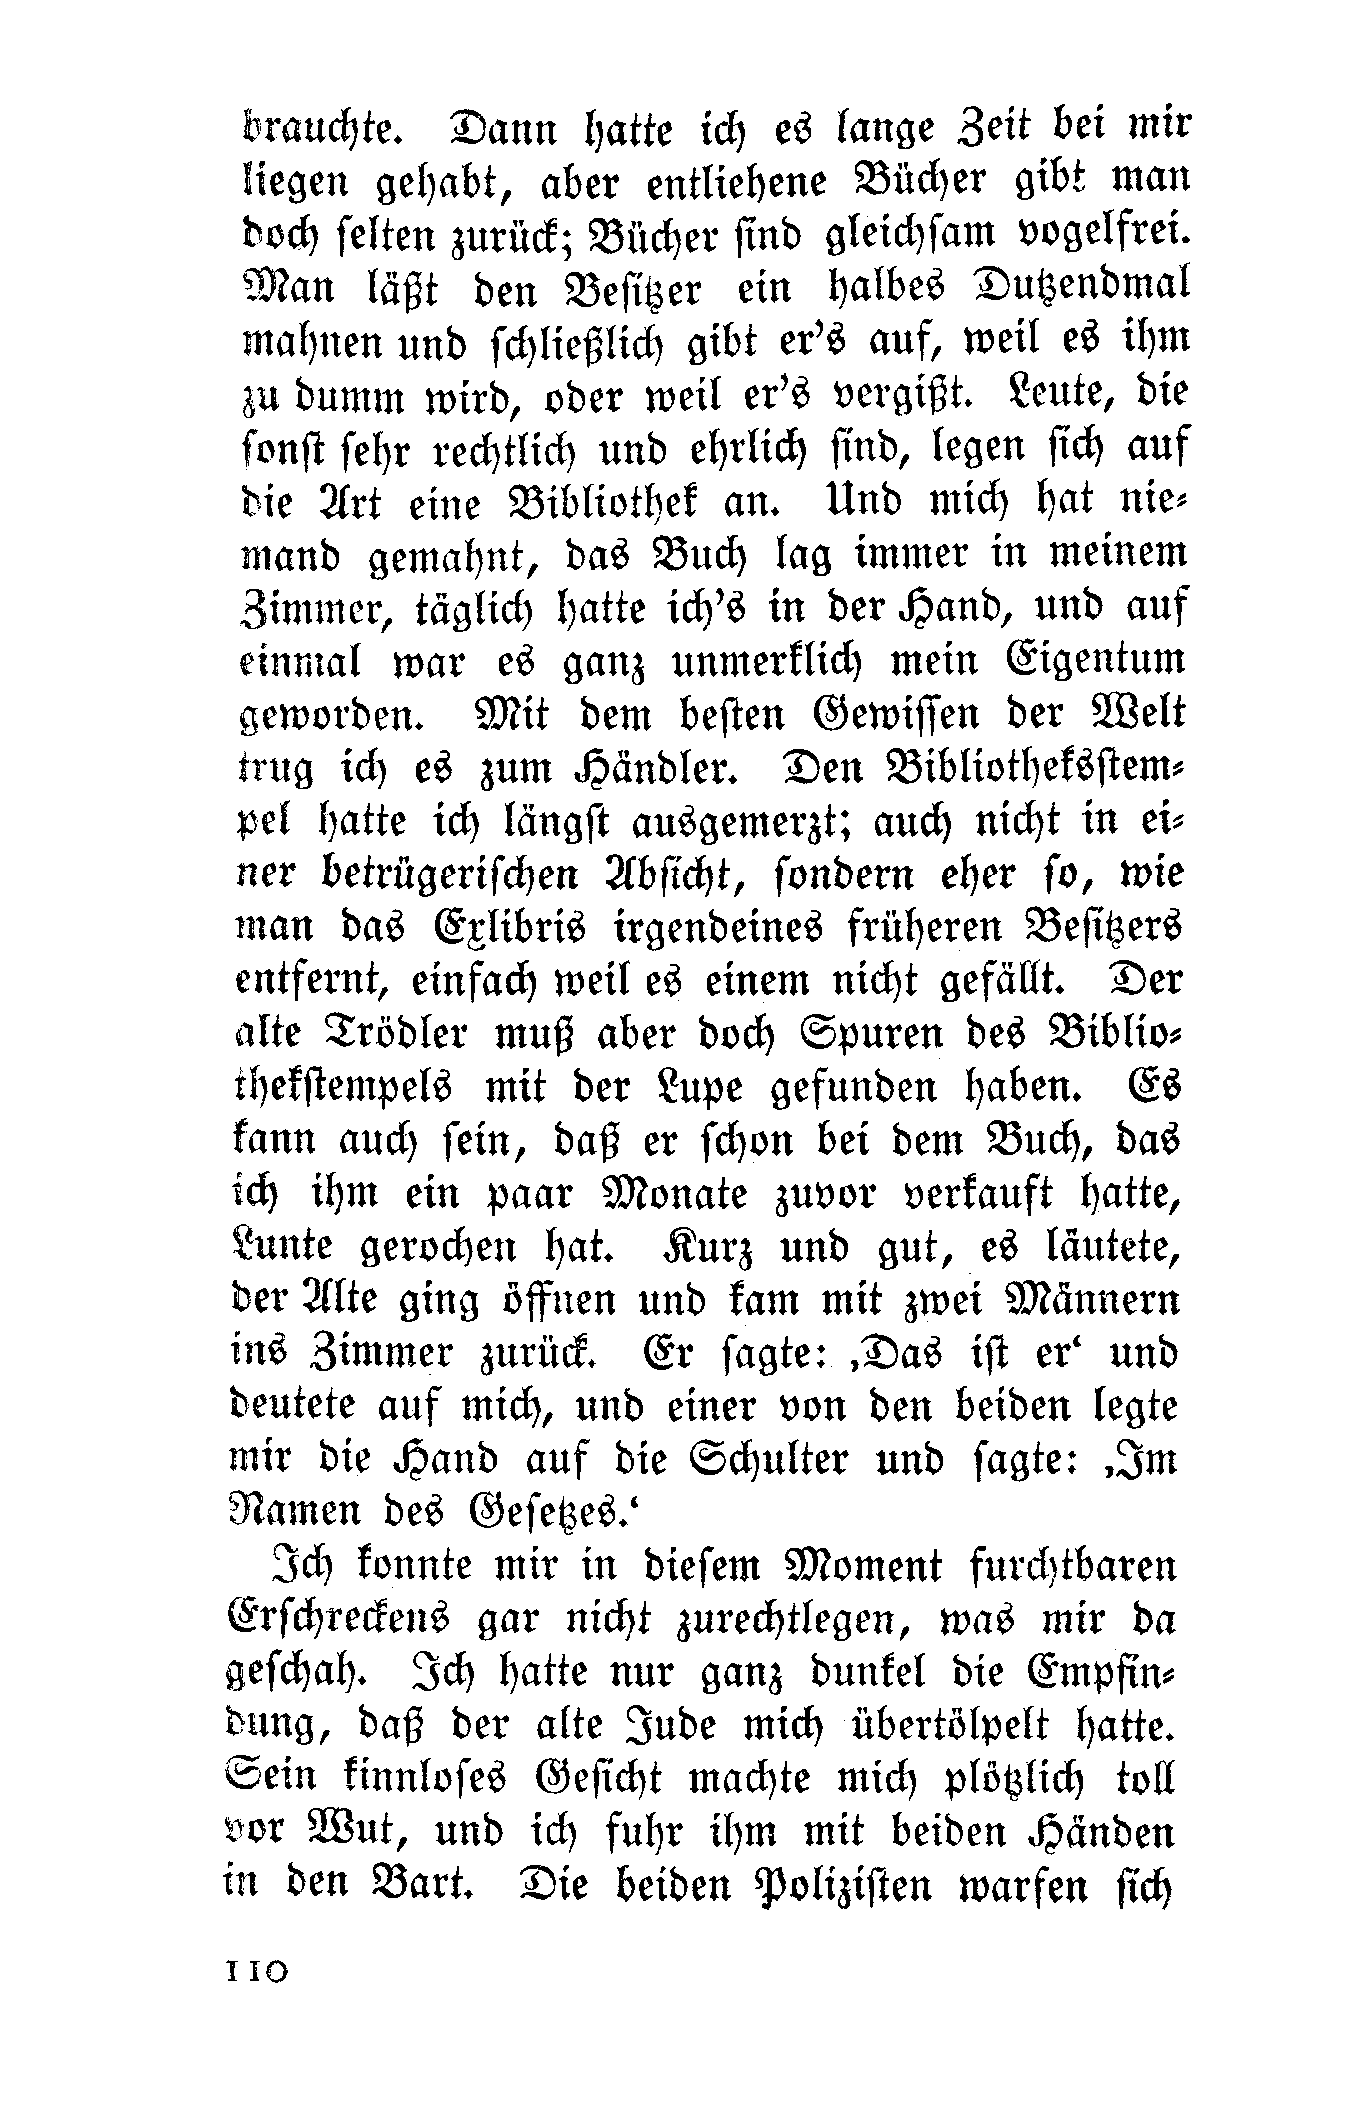 brauchte. Dann hatte ich es lange Zeit bei mir
liegen gehabt, aber entliehene Bücher gibt man
doch selten zurück; Bücher sind gleichsam vogelfrei.
Man läßt den Besitzer ein halbes Dutzendmal
mahnen und schließlich gibt er's auf, weil es ihm
zu dumm wird, oder weil er's vergißt. Leute, die
sonst sehr rechtlich und ehrlich sind, legen sich auf
die Art eine Bibliothek an. Und mich hat nie-
mand gemahnt, das Buch lag immer in meinem
Zimmer, täglich hatte ich's in der Hand, und auf
einmal war es ganz unmerklich mein Eigentum
geworden. Mit dem besten Gewissen der Welt
trug ich es zum Händler. Den Bibliotheksstem-
pel hatte ich längst ausgemerzt; auch nicht in ei-
ner betrügerischen Absicht, sondern eher so, wie
man das Exlibris irgendeines früheren Besitzers
entfernt, einfach weil es einem nicht gefällt. Der
alte Trödler muß aber doch Spuren des Biblio-
thekstempels mit der Lupe gefunden haben. Es
kann auch sein, daß er schon bei dem Buch, das
ich ihm ein paar Monate zuvor verkauft hatte,
Lunte gerochen hat. Kurz und gut, es läutete,
der Alte ging öffnen und kam mit zwei Männern
ins Zimmer zurück. Er sagte: ‚Das ist er‘ und
deutete auf mich, und einer von den beiden legte
mir die Hand auf die Schulter und sagte: ‚Im
Namen des Gesetzes.‘
Ich konnte mir in diesem Moment furchtbaren
Erschreckens gar nicht zurechtlegen, was mir da
geschah. Ich hatte nur ganz dunkel die Empfin-
dung, daß der alte Jude mich übertölpelt hatte.
Sein kinnloses Gesicht machte mich plötzlich toll
vor Wut, und ich fuhr ihm mit beiden Händen
in den Bart. Die beiden Polizisten warfen sich
110